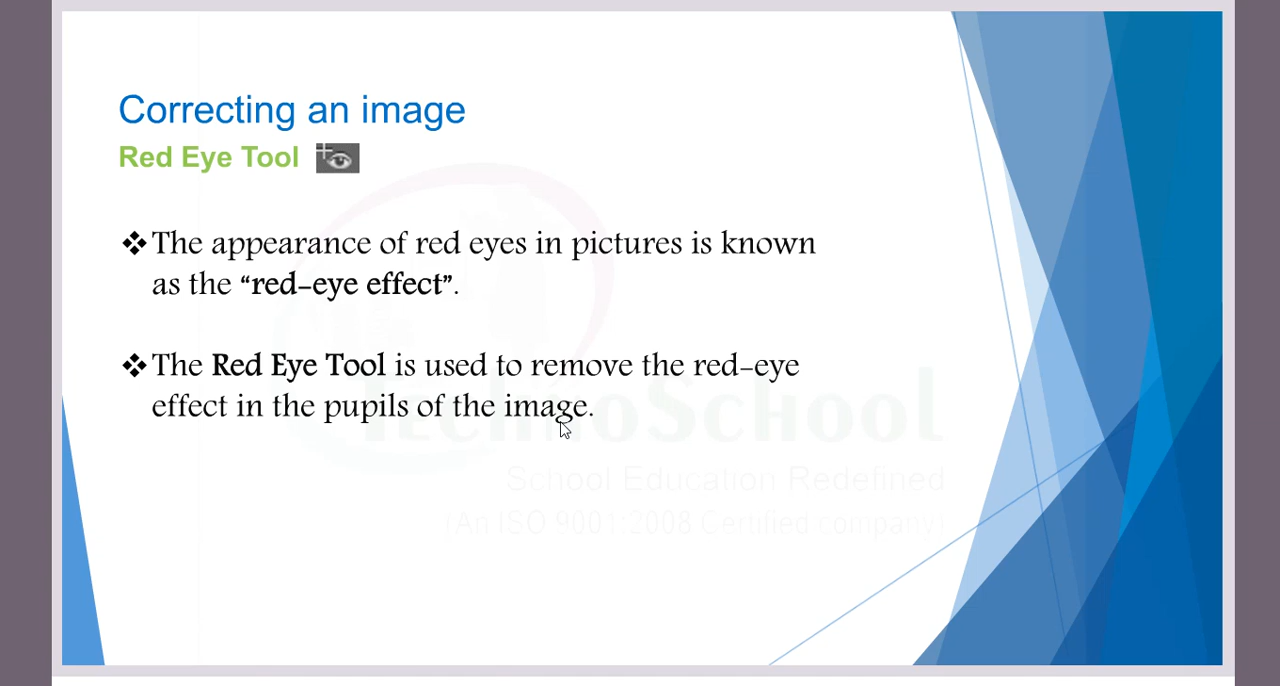 Correcting an image
Red Eye Tool
❖The appearance of red eyes in pictures is known
as the “red-eye effect”.
❖The Red Eye Tool is used to remove the red-eye
effect in the pupils of the image.
TechnoSchool
School Education Redefined
(An ISO 9001:2008 Certified company)